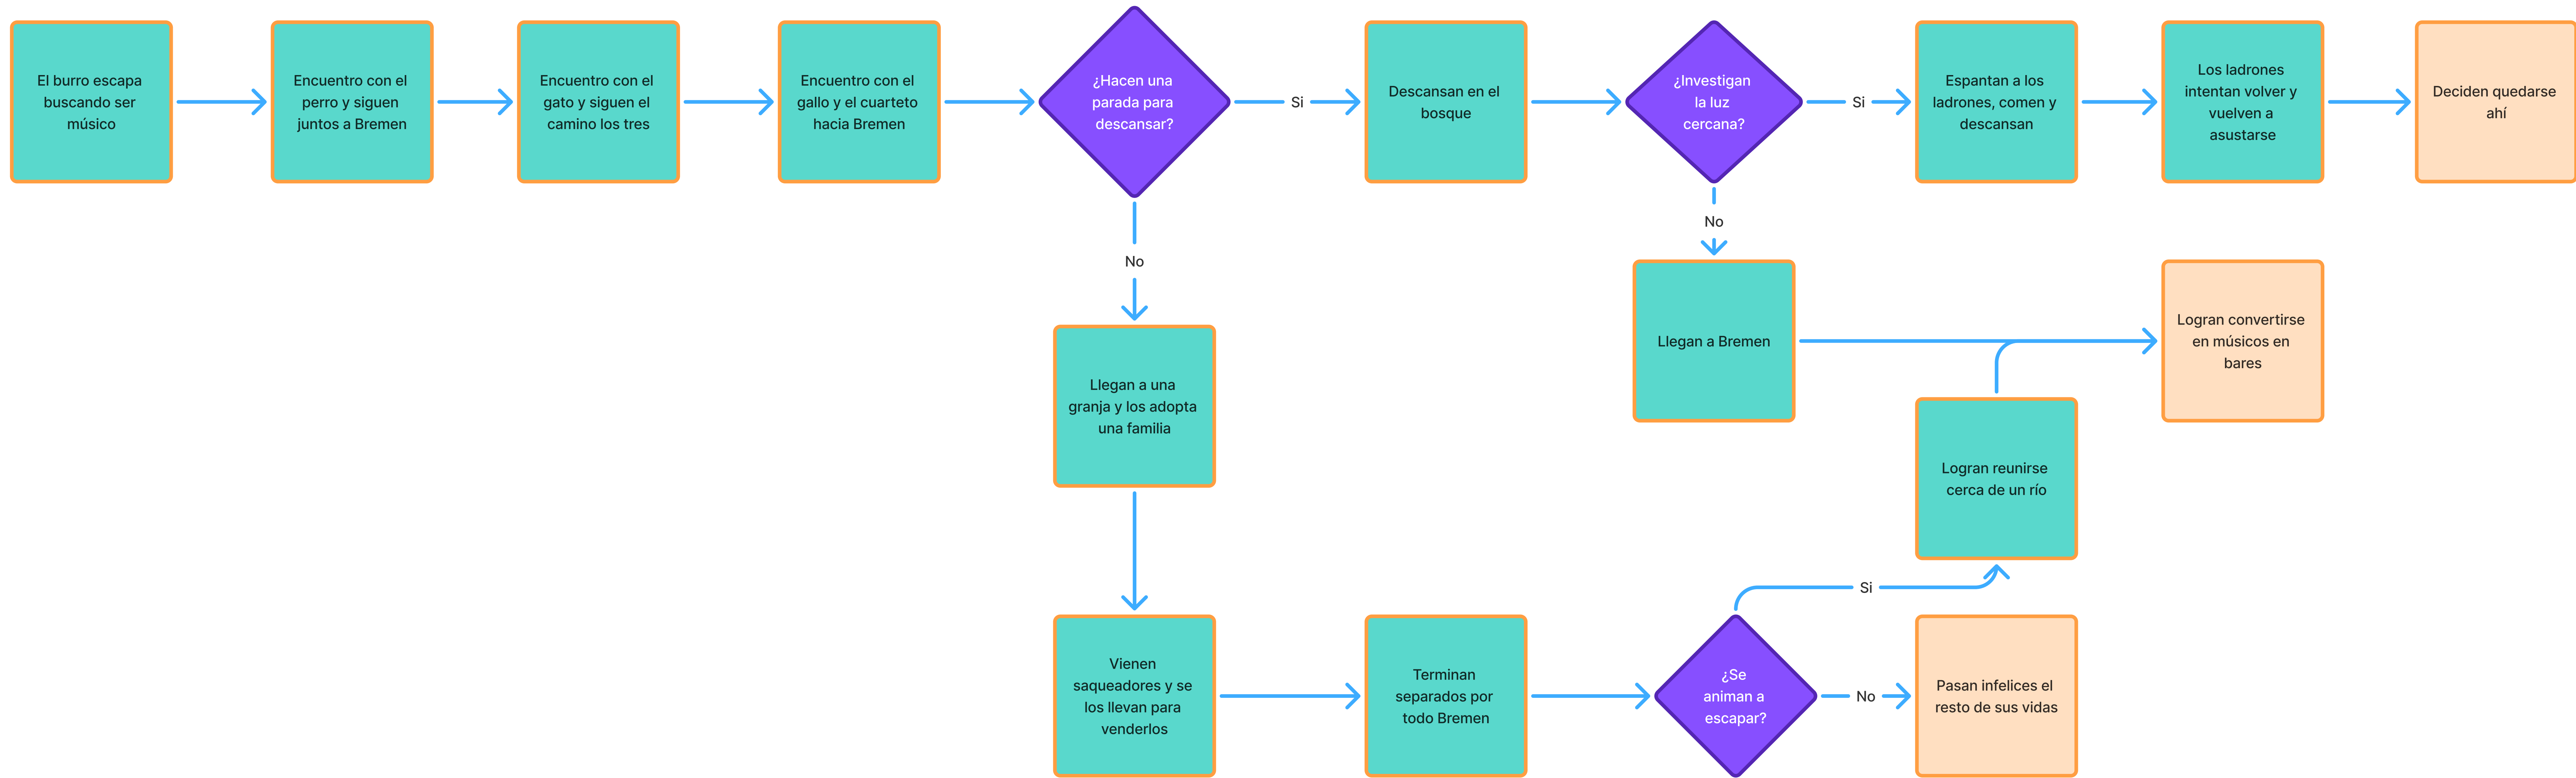 El burro escapa
buscando ser
músico
Encuentro con el
perro y siguen
juntos a Bremen
Encuentro con el
gato y siguen el
camino los tres
Encuentro con el
gallo y el cuarteto
hacia Bremen
¿Hacen una
parada para
descansar?
Si
Descansan en el
bosque
¿Investigan
la luz
cercana?
Si
Espantan a los
ladrones, comen y
descansan
Los ladrones
intentan volver y
vuelven a
asustarse
Deciden quedarse
ahí
No
No
Llegan a una
granja y los adopta
una familia
Llegan a Bremen
Logran convertirse
en músicos en
bares
Logran reunirse
cerca de un río
Si
Vienen
saqueadores y se
los llevan para
venderlos
Terminan
separados por
todo Bremen
¿Se
animan a
escapar?
No
Pasan infelices el
resto de sus vidas